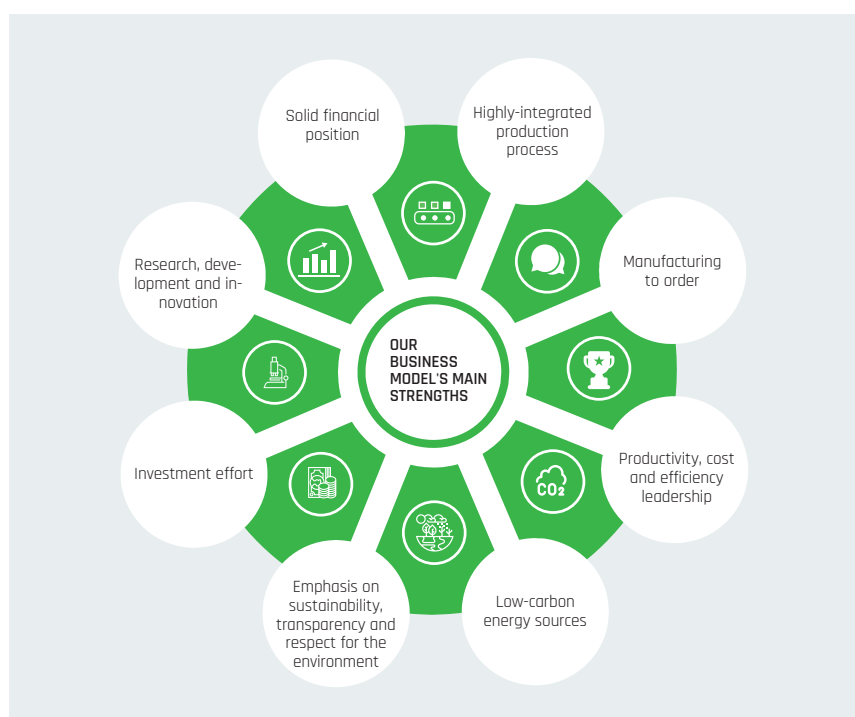 Solid financial
position
Highly-integrated
production
process
Manufacturing
to order
Productivity, cost
and efficiency
leadership
Low-carbon
energy sources
Emphasis on
sustainability,
transparency and
respect for the
environment
Investment effort
Research, deve-
lopment and in-
novation
OUR
BUSINESS
MODEL'S MAIN
STRENGTHS
CO2